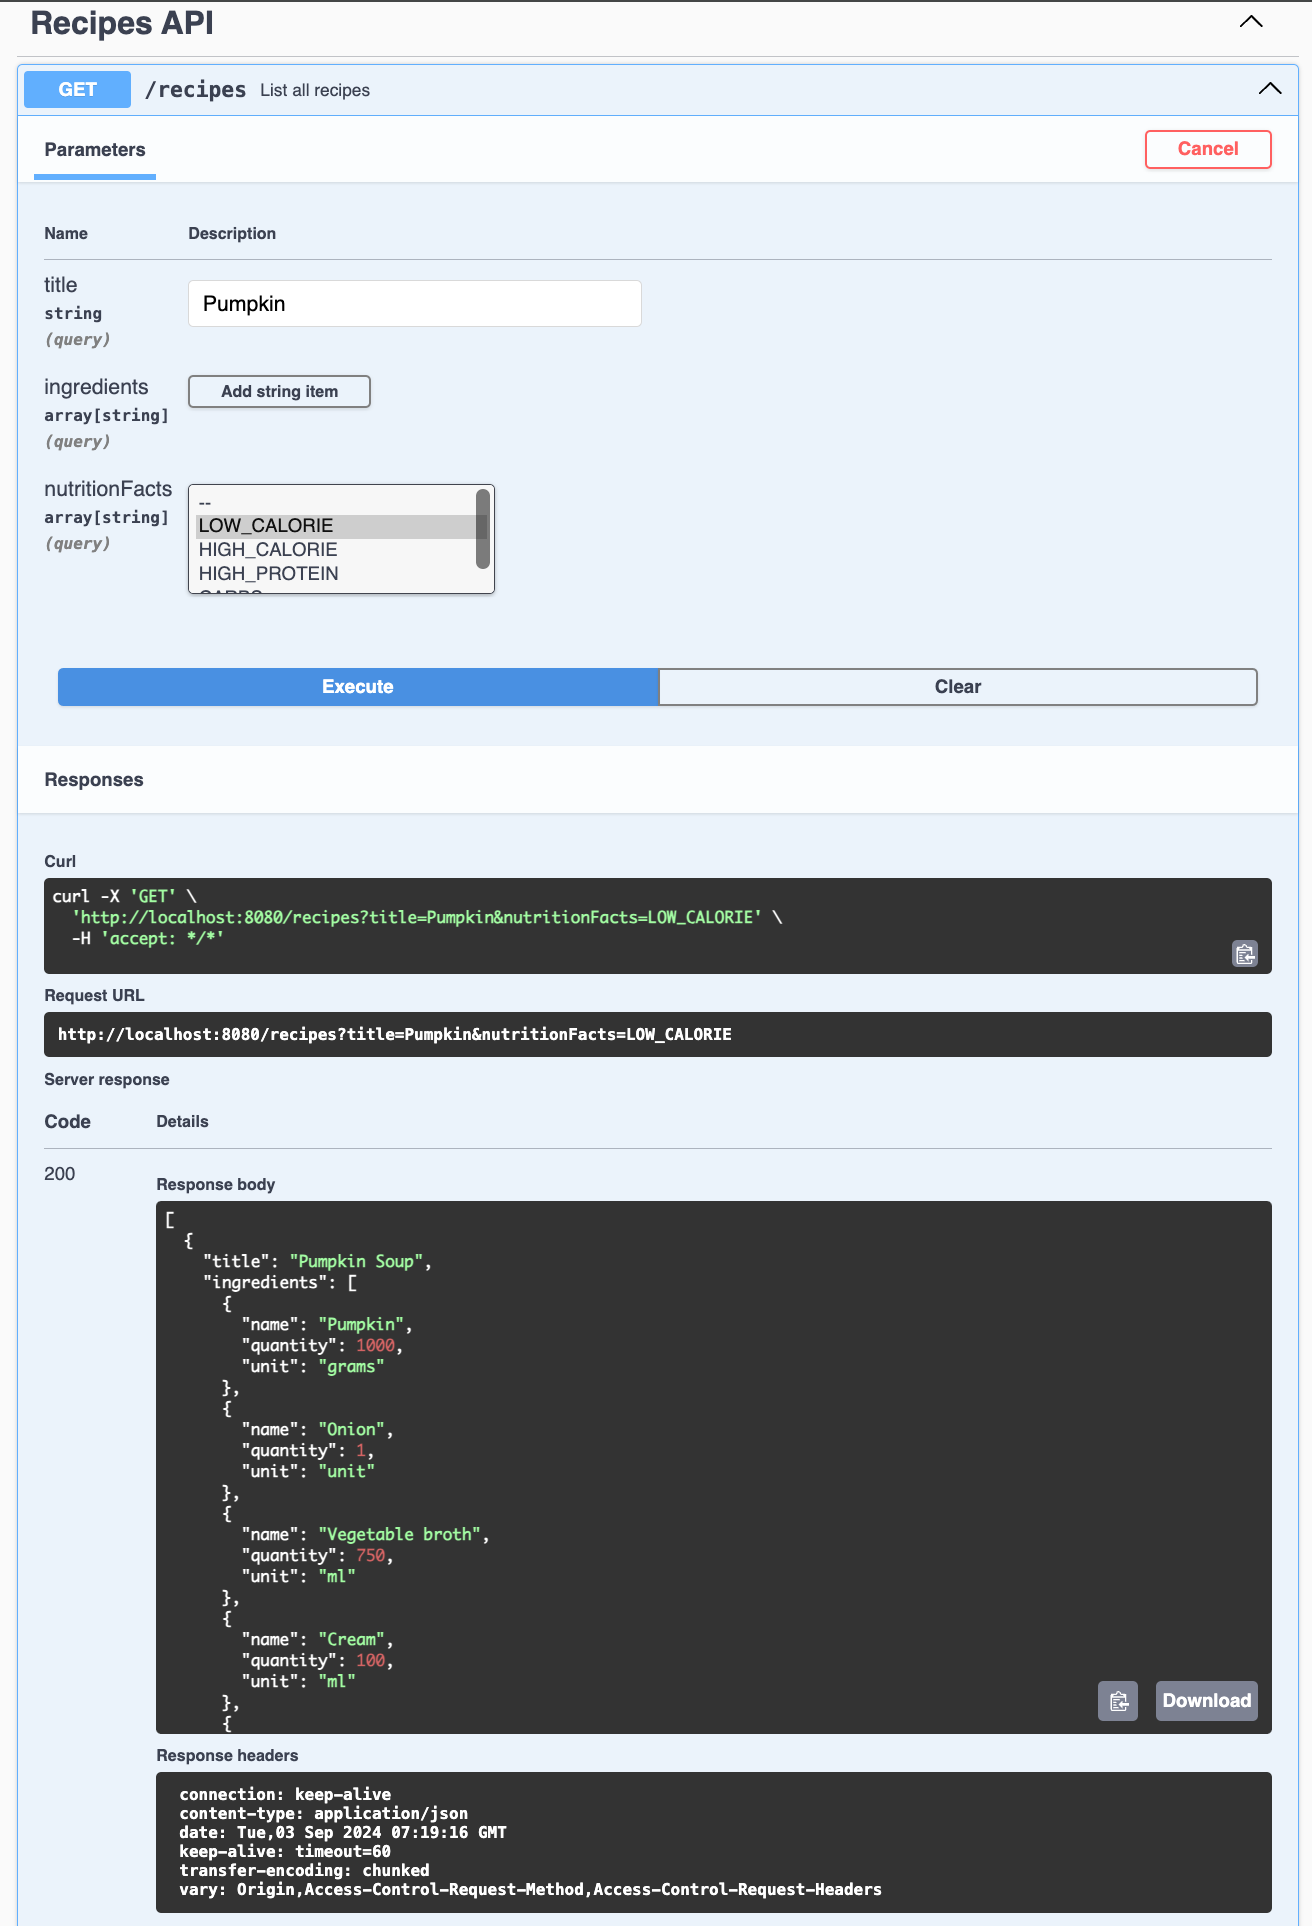 Recipes API
GET /recipes List all recipes
Parameters
Cancel
Name Description
title
string
(query)
Pumpkin
ingredients
array[string]
(query)
Add string item
nutritionFacts
array[string]
(query)
--
LOW_CALORIE
HIGH_CALORIE
HIGH_PROTEIN
Execute
Clear
Responses
Curl
curl -X 'GET' \
'http://localhost:8080/recipes?title=Pumpkin&nutritionFacts=LOW_CALORIE' \
-H 'accept: */*'
Request URL
http://localhost:8080/recipes?title=Pumpkin&nutritionFacts=LOW_CALORIE
Server response
Code Details
200
Response body
[
{
"title": "Pumpkin Soup",
"ingredients": [
{
"name": "Pumpkin",
"quantity": 1000,
"unit": "grams"
},
{
"name": "Onion",
"quantity": 1,
"unit": "unit"
},
{
"name": "Vegetable broth",
"quantity": 750,
"unit": "ml"
},
{
"name": "Cream",
"quantity": 100,
"unit": "ml"
},
{
Download
Response headers
connection: keep-alive
content-type: application/json
date: Tue,03 Sep 2024 07:19:16 GMT
keep-alive: timeout=60
transfer-encoding: chunked
vary: Origin,Access-Control-Request-Method,Access-Control-Request-Headers